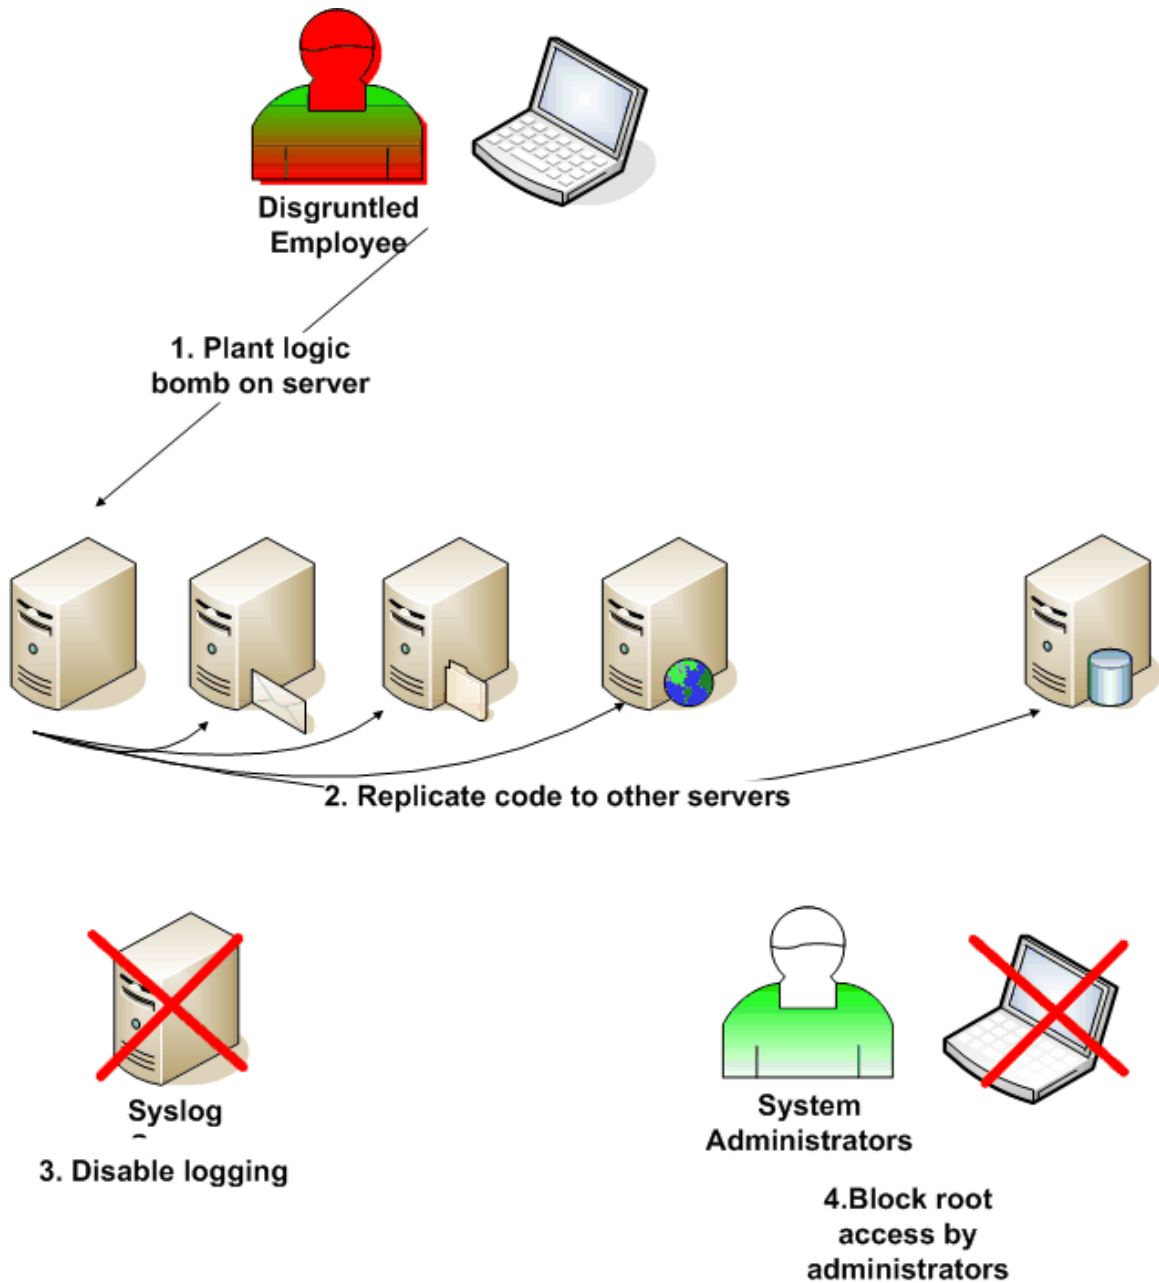 Disgruntled
Employee
1. Plant logic
bomb on server
2. Replicate code to other servers
Syslog
3. Disable logging
System
Administrators
4.Block root
access by
administrators